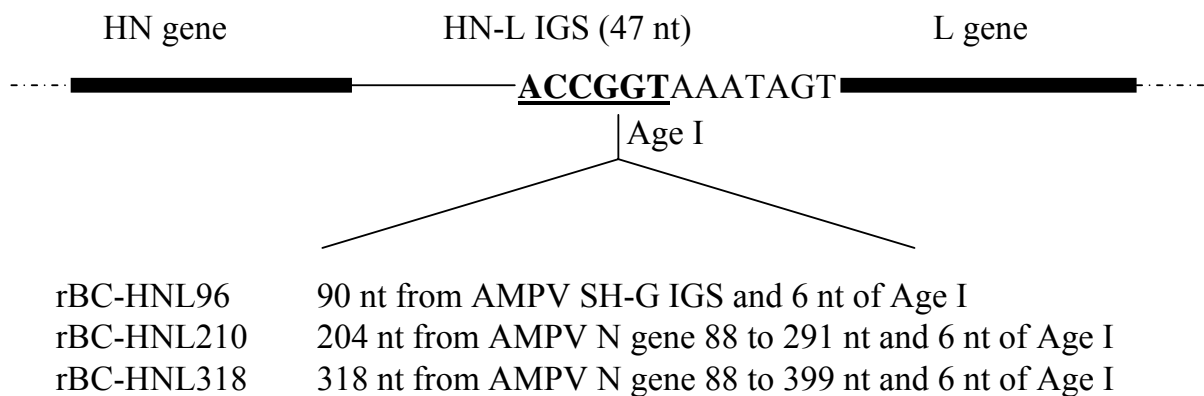 HN gene HN-L IGS (47 nt) L gene
ACCGGTAAATAGT
Age I
rBC-HNL96 90 nt from AMPV SH-G IGS and 6 nt of Age I
rBC-HNL210 204 nt from AMPV N gene 88 to 291 nt and 6 nt of Age I
rBC-HNL318 318 nt from AMPV N gene 88 to 399 nt and 6 nt of Age I